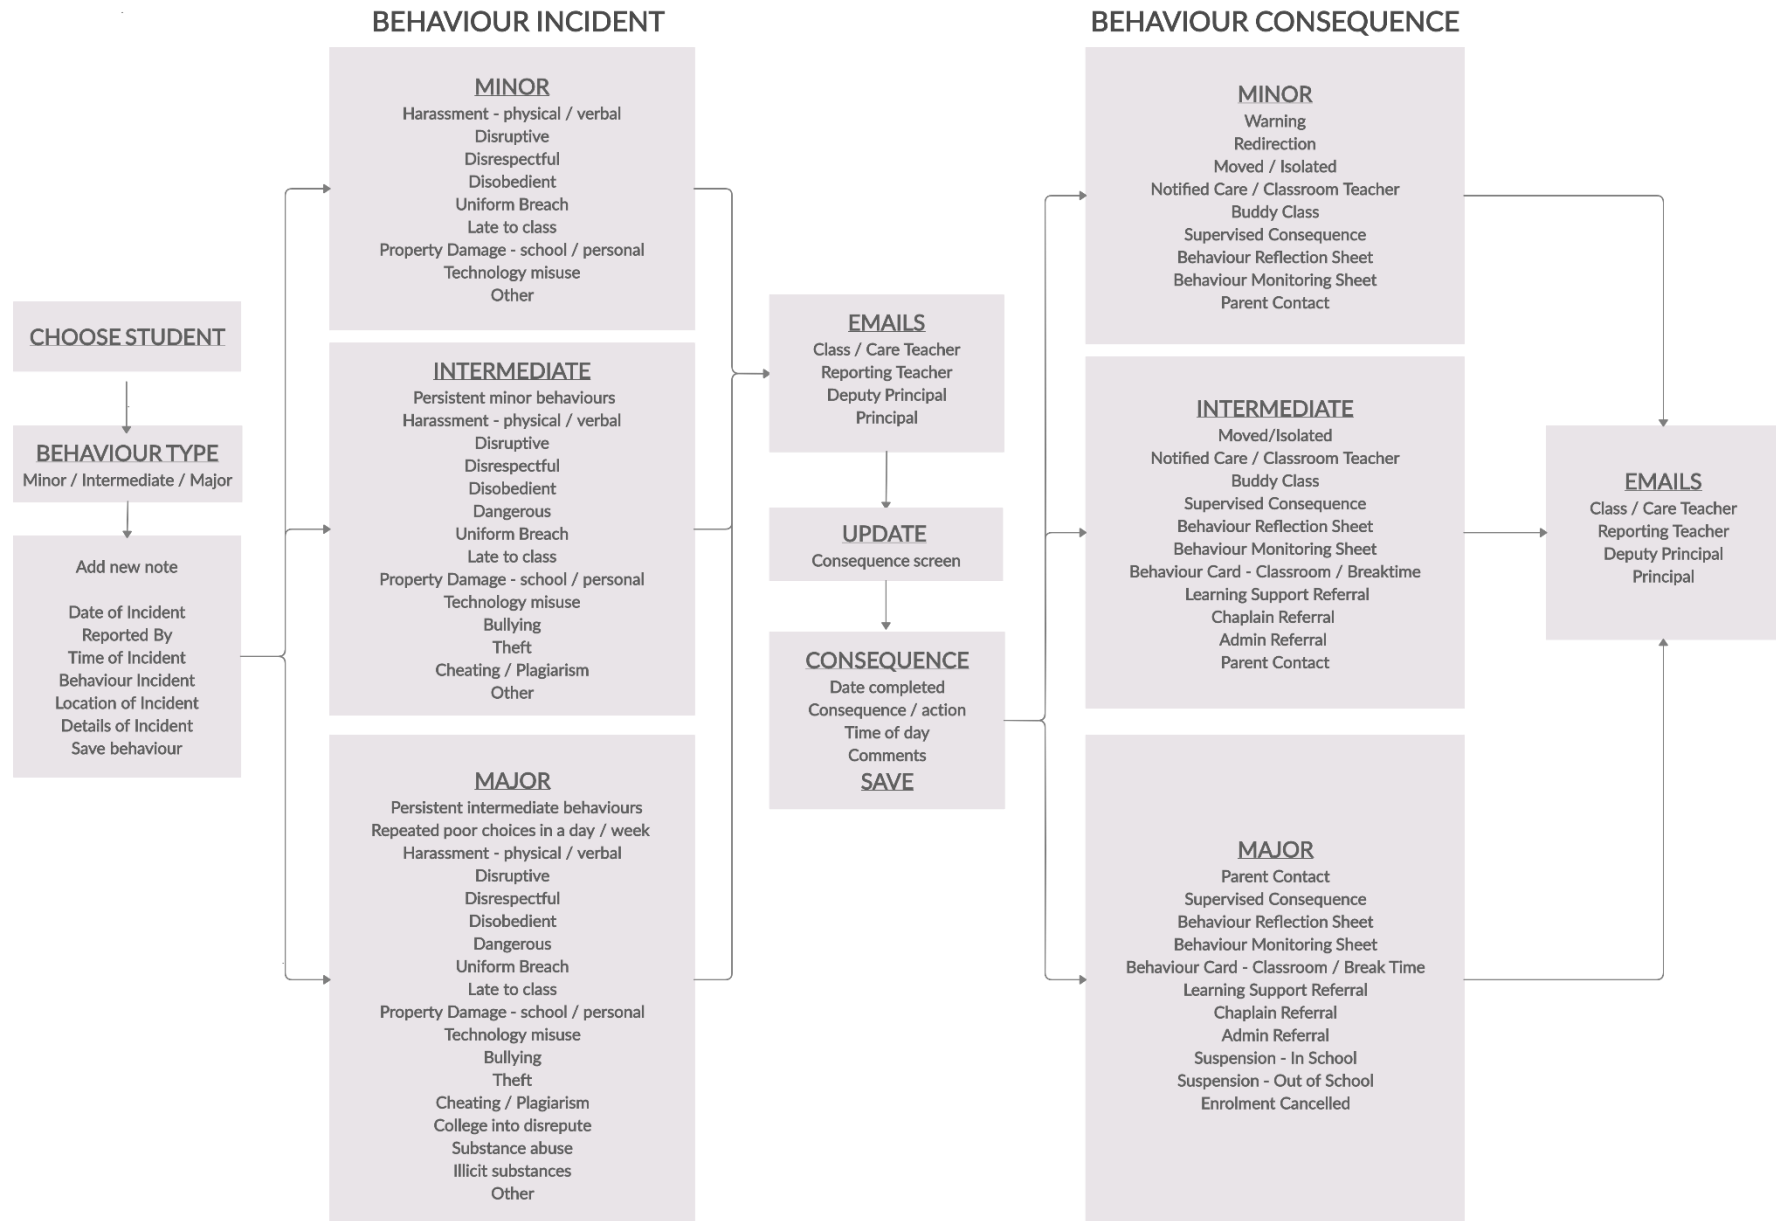 BEHAVIOUR INCIDENT
BEHAVIOUR CONSEQUENCE
CHOOSE STUDENT
BEHAVIOUR TYPE
Minor / Intermediate / Major
Add new note
Date of Incident
Reported By
Time of Incident
Behaviour Incident
Location of Incident
Details of Incident
Save behaviour
MINOR
Harassment - physical / verbal
Disruptive
Disrespectful
Disobedient
Uniform Breach
Late to class
Property Damage - school / personal
Technology misuse
Other
INTERMEDIATE
Persistent minor behaviours
Harassment - physical / verbal
Disruptive
Disrespectful
Disobedient
Dangerous
Uniform Breach
Late to class
Property Damage - school / personal
Technology misuse
Bullying
Theft
Cheating / Plagiarism
Other
MAJOR
Persistent intermediate behaviours
Repeated poor choices in a day / week
Harassment - physical / verbal
Disruptive
Disrespectful
Disobedient
Dangerous
Uniform Breach
Late to class
Property Damage - school / personal
Technology misuse
Bullying
Theft
Cheating / Plagiarism
College into disrepute
Substance abuse
Illicit substances
Other
EMAILS
Class / Care Teacher
Reporting Teacher
Deputy Principal
Principal
UPDATE
Consequence screen
CONSEQUENCE
Date completed
Consequence / action
Time of day
Comments
SAVE
MINOR
Warning
Redirection
Moved / Isolated
Notified Care / Classroom Teacher
Buddy Class
Supervised Consequence
Behaviour Reflection Sheet
Behaviour Monitoring Sheet
Parent Contact
INTERMEDIATE
Moved/Isolated
Notified Care / Classroom Teacher
Buddy Class
Supervised Consequence
Behaviour Reflection Sheet
Behaviour Monitoring Sheet
Behaviour Card - Classroom / Breaktime
Learning Support Referral
Chaplain Referral
Admin Referral
Parent Contact
MAJOR
Parent Contact
Supervised Consequence
Behaviour Reflection Sheet
Behaviour Monitoring Sheet
Behaviour Card - Classroom / Break Time
Learning Support Referral
Chaplain Referral
Admin Referral
Suspension - In School
Suspension - Out of School
Enrolment Cancelled
EMAILS
Class / Care Teacher
Reporting Teacher
Deputy Principal
Principal